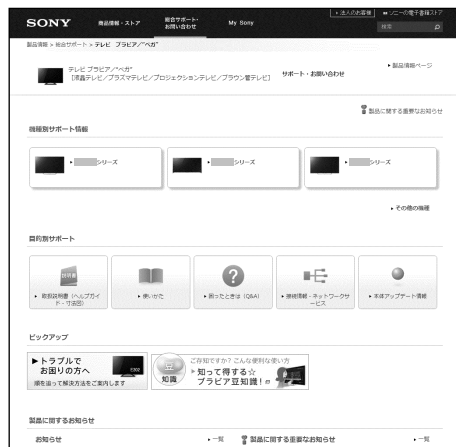 ▸ 法人のお客様
ソニーの電子書籍ストア
SONY
商品情報・ストア
総合サポート・
お問い合わせ
My Sony
検索
製品情報 > 総合サポート > テレビ ブラビア/“ベガ”
テレビ ブラビア/“ベガ”
[液晶テレビ/プラズマテレビ/プロジェクションテレビ/ブラウン管テレビ]
サポート・お問い合わせ
▸ 製品情報ページ
製品に関する重要なお知らせ
機種別サポート情報
▸ シリーズ
▸ シリーズ
▸ シリーズ
▸ その他の機種
目的別サポート
説明書
▸ 取扱説明書(ヘルプガイ
ド・寸法図)
▸ 使いかた
?
▸ 困ったときは(Q&A)
▸ 接続情報・ネットワークサ
ービス
▸ 本体アップデート情報
ピックアップ
▶トラブルで
お困りの方へ
E302
順を追って解決方法をご案内します
豆
知識
ご存知ですか?こんな便利な使い方
▸ 知って得する☆
ブラビア豆知識!
製品に関するお知らせ
お知らせ
▸ 一覧
製品に関する重要なお知らせ
▸ 一覧